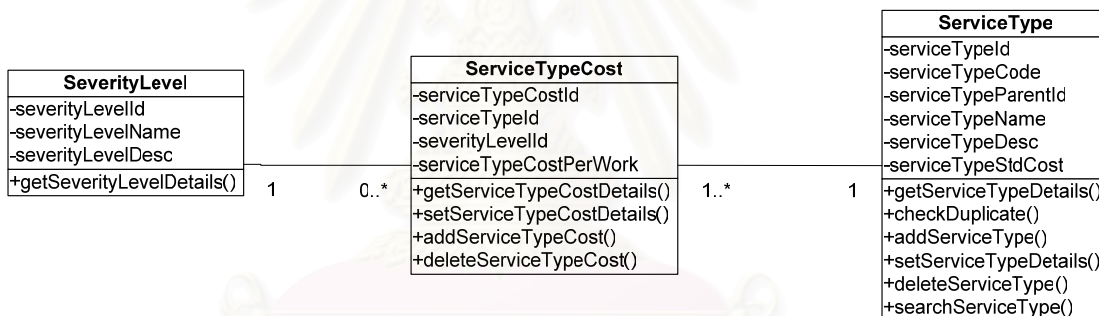 SeverityLevel
-severityLevelId
-severityLevelName
-severityLevelDesc
+getSeverityLevelDetails()
1
0..*
ServiceTypeCost
-serviceTypeCostId
-serviceTypeId
-severityLevelId
-serviceTypeCostPerWork
+getServiceTypeCostDetails()
+setServiceTypeCostDetails()
+addServiceTypeCost()
+deleteServiceTypeCost()
1..*
1
ServiceType
-serviceTypeId
-serviceTypeCode
-serviceTypeParentId
-serviceTypeName
-serviceTypeDesc
-serviceTypeStdCost
+getServiceTypeDetails()
+checkDuplicate()
+addServiceType()
+setServiceTypeDetails()
+deleteServiceType()
+searchServiceType()